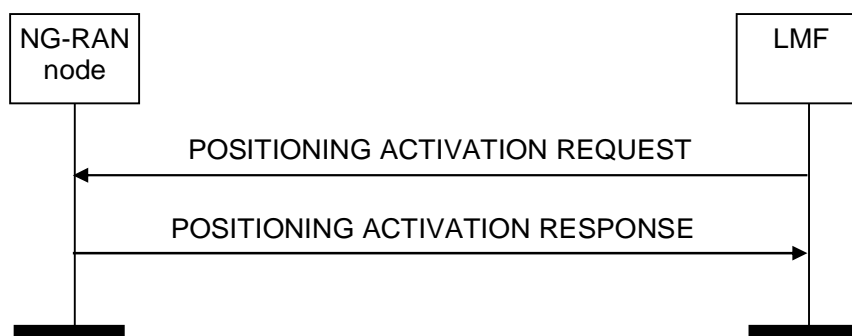 NG-RAN
node
LMF
POSITIONING ACTIVATION REQUEST
POSITIONING ACTIVATION RESPONSE